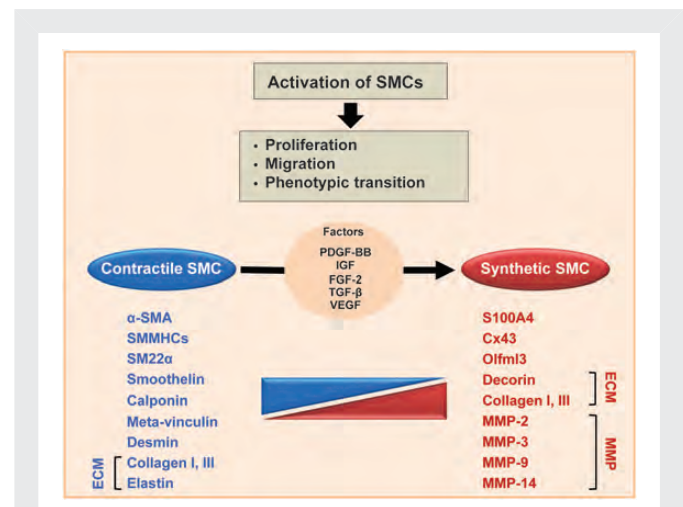 Activation of SMCs
• Proliferation
• Migration
• Phenotypic transition
Factors
PDGF-BB
IGF
FGF-2
TGF-β
VEGF
Contractile SMC
Synthetic SMC
α-SMA
SMMHCs
SM22α
Smoothelin
Calponin
Meta-vinculin
Desmin
Collagen I, III
Elastin
ECM
S100A4
Cx43
Olfml3
Decorin
Collagen I, III
MMP-2
MMP-3
MMP-9
MMP-14
ECM
MMP